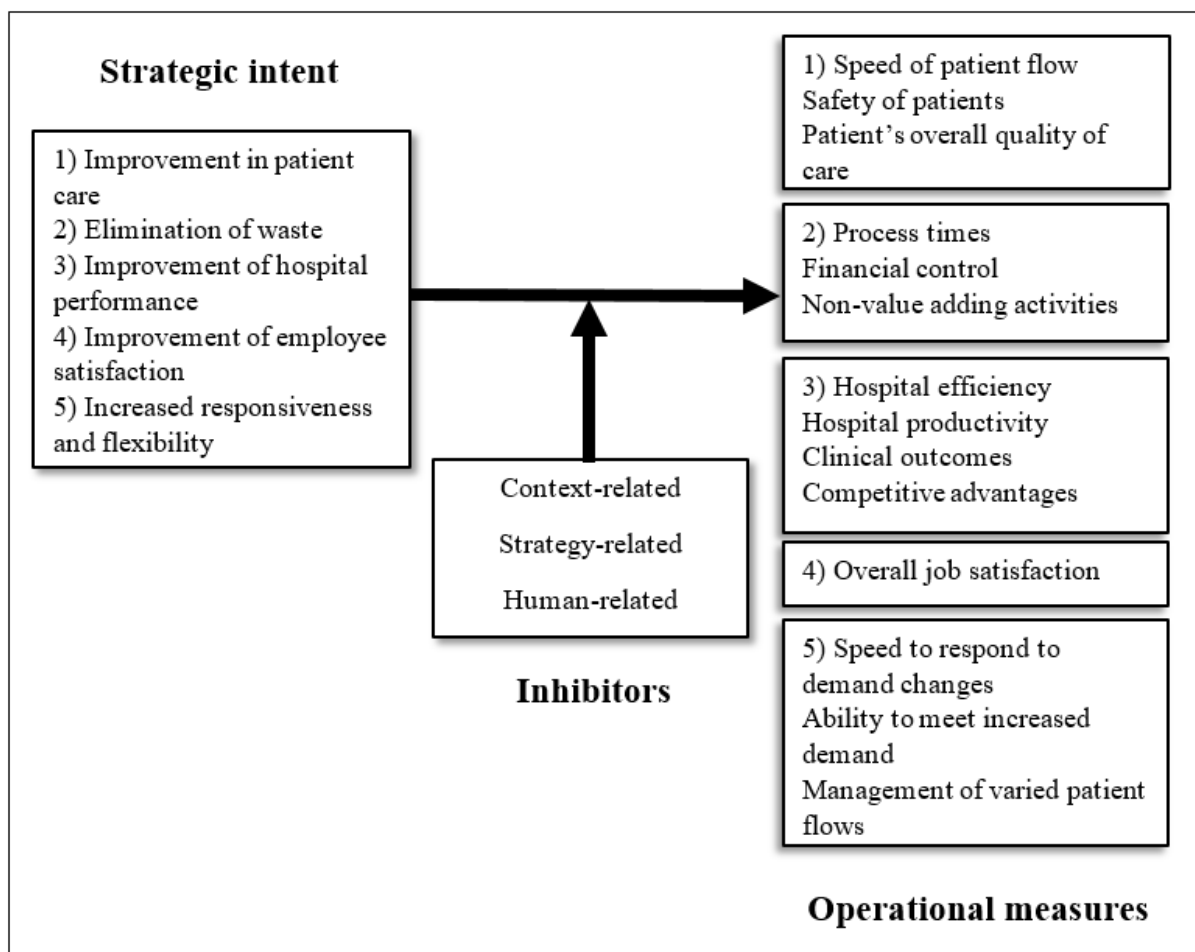 Strategic intent
1) Improvement in patient
care
2) Elimination of waste
3) Improvement of hospital
performance
4) Improvement of employee
satisfaction
5) Increased responsiveness
and flexibility
Context-related
Strategy-related
Human-related
Inhibitors
1) Speed of patient flow
Safety of patients
Patient’s overall quality of
care
2) Process times
Financial control
Non-value adding activities
3) Hospital efficiency
Hospital productivity
Clinical outcomes
Competitive advantages
4) Overall job satisfaction
5) Speed to respond to
demand changes
Ability to meet increased
demand
Management of varied patient
flows
Operational measures